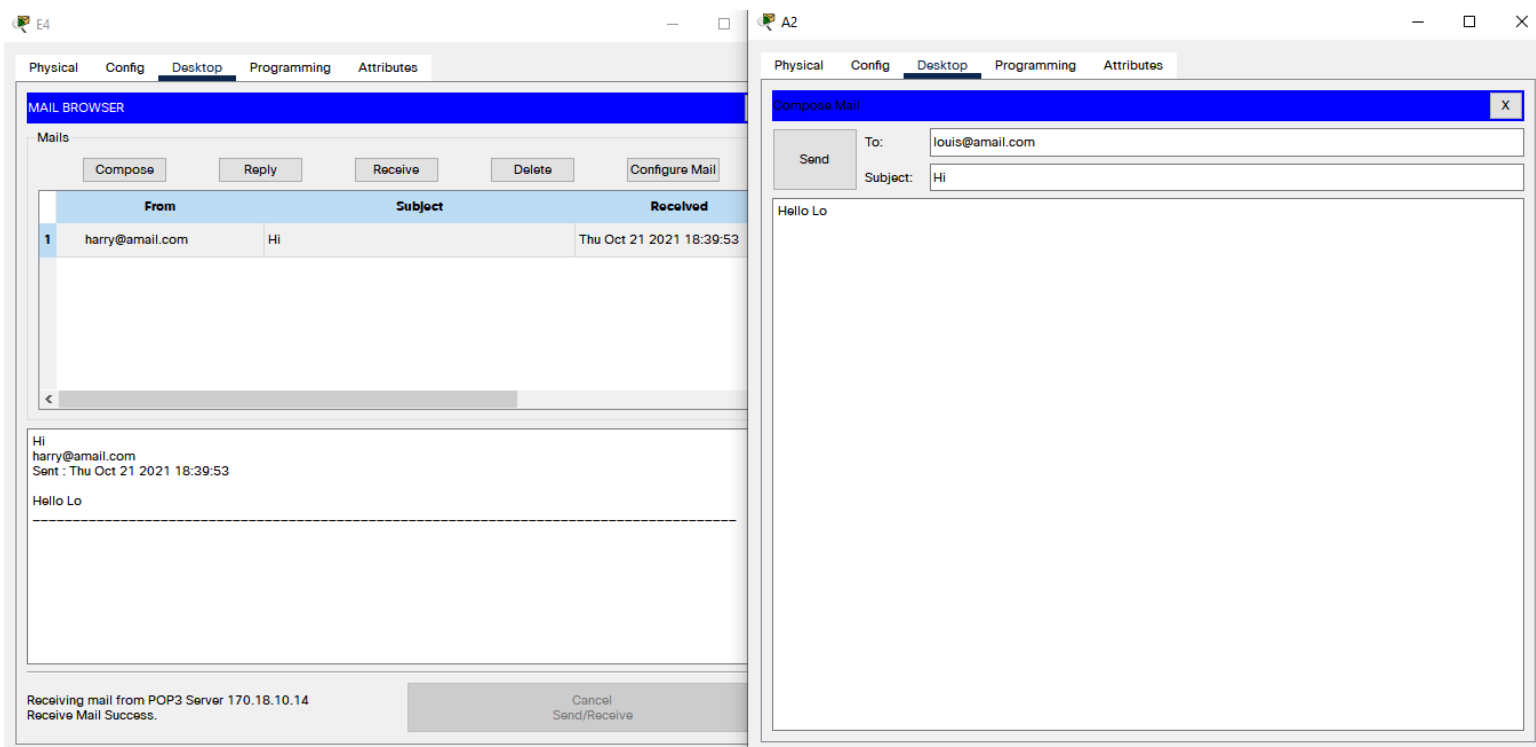 E4
Physical Config Desktop Programming Attributes
MAIL BROWSER
Mails
Compose Reply Receive Delete Configure Mail
From Subject Received
1 harry@amail.com Hi Thu Oct 21 2021 18:39:53
Hi
harry@amail.com
Sent : Thu Oct 21 2021 18:39:53
Hello Lo
Receiving mail from POP3 Server 170.18.10.14
Receive Mail Success.
Cancel
Send/Receive
A2
Physical Config Desktop Programming Attributes
Compose Mail X
Send
To: louis@amail.com
Subject: Hi
Hello Lo